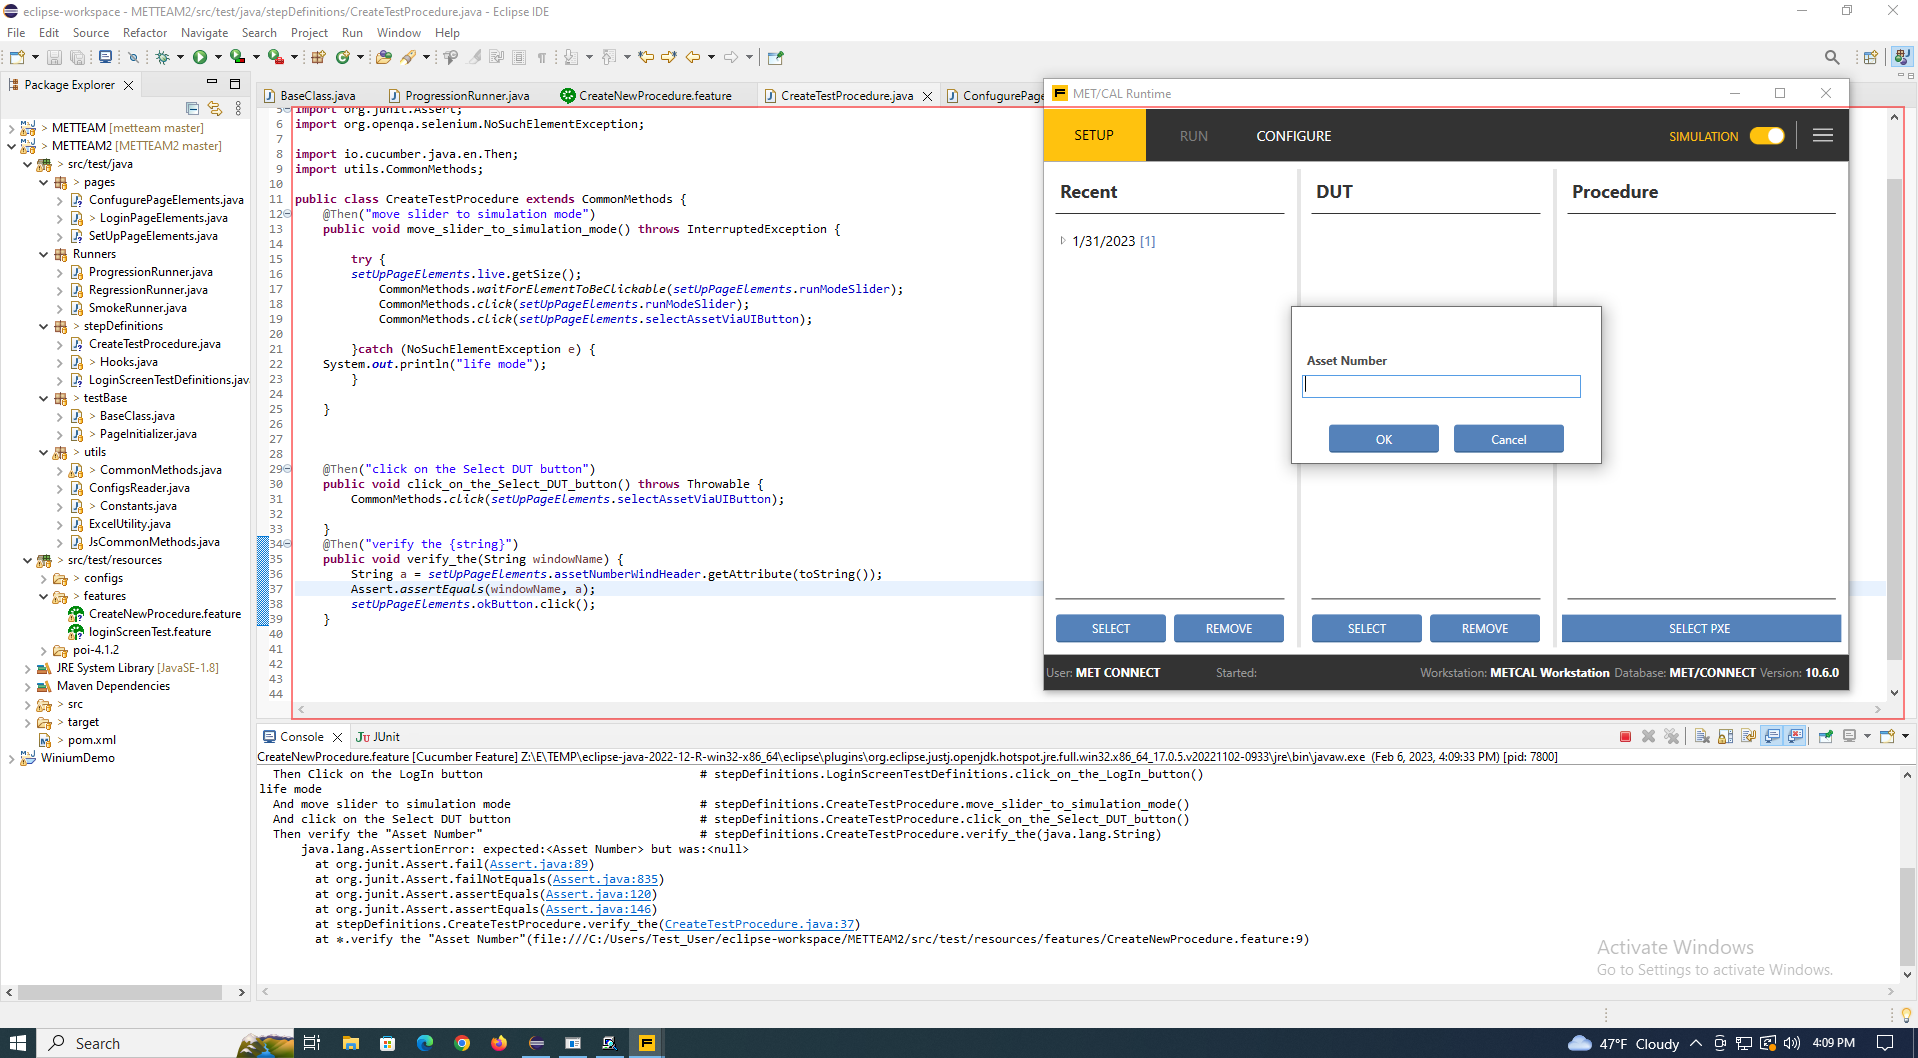 eclipse-workspace - METTEAM2/src/test/java/stepDefinitions/CreateTestProcedure.java - Eclipse IDE
File Edit Source Refactor Navigate Search Project Run Window Help
Package Explorer
METTEAM [metteam master]
METTEAM2 [METTEAM2 master]
src/test/java
pages
ConfugurePageElements.java
LoginPageElements.java
SetUpPageElements.java
Runners
ProgressionRunner.java
RegressionRunner.java
SmokeRunner.java
stepDefinitions
CreateTestProcedure.java
Hooks.java
LoginScreenTestDefinitions.jav
testBase
BaseClass.java
PageInitializer.java
utils
CommonMethods.java
ConfigsReader.java
Constants.java
ExcelUtility.java
JsCommonMethods.java
src/test/resources
configs
features
CreateNewProcedure.feature
loginScreenTest.feature
poi-4.1.2
JRE System Library [JavaSE-1.8]
Maven Dependencies
src
target
pom.xml
WiniumDemo
BaseClass.java ProgressionRunner.java CreateNewProcedure.feature CreateTestProcedure.java ConfugurePage
5 import org.junit.Assert;
6 import org.openqa.selenium.NoSuchElementException;
7
8 import io.cucumber.java.en.Then;
9 import utils.CommonMethods;
10
11 public class CreateTestProcedure extends CommonMethods {
12 @Then("move slider to simulation mode")
13 public void move_slider_to_simulation_mode() throws InterruptedException {
14
15 try {
16 setUpPageElements.live.getSize();
17 CommonMethods.waitForElementToBeClickable(setUpPageElements.runModeSlider);
18 CommonMethods.click(setUpPageElements.runModeSlider);
19 CommonMethods.click(setUpPageElements.selectAssetViaUIButton);
20
21 }catch (NoSuchElementException e) {
22 System.out.println("life mode");
23 }
24
25 }
26
27
28
29 @Then("click on the Select DUT button")
30 public void click_on_the_Select_DUT_button() throws Throwable {
31 CommonMethods.click(setUpPageElements.selectAssetViaUIButton);
32
33 }
34 @Then("verify the {string}")
35 public void verify_the(String windowName) {
36 String a = setUpPageElements.assetNumberWindHeader.getAttribute(toString());
37 Assert.assertEquals(windowName, a);
38 setUpPageElements.okButton.click();
39 }
40
41
42
43
44
MET/CAL Runtime
SETUP RUN CONFIGURE SIMULATION
Recent DUT Procedure
1/31/2023 [1]
Asset Number
OK Cancel
SELECT REMOVE SELECT REMOVE SELECT PXE
User: MET CONNECT Started: Workstation: METCAL Workstation Database: MET/CONNECT Version: 10.6.0
Console JUnit
CreateNewProcedure.feature [Cucumber Feature] Z:\E\TEMP\eclipse-java-2022-12-R-win32-x86_64\eclipse\plugins\org.eclipse.justj.openjdk.hotspot.jre.full.win32.x86_64_17.0.5.v20221102-0933\jre\bin\javaw.exe (Feb 6, 2023, 4:09:33 PM) [pid: 7800]
Then Click on the LogIn button # stepDefinitions.LoginScreenTestDefinitions.click_on_the_LogIn_button()
life mode
And move slider to simulation mode # stepDefinitions.CreateTestProcedure.move_slider_to_simulation_mode()
And click on the Select DUT button # stepDefinitions.CreateTestProcedure.click_on_the_Select_DUT_button()
Then verify the "Asset Number" # stepDefinitions.CreateTestProcedure.verify_the(java.lang.String)
java.lang.AssertionError: expected:<Asset Number> but was:<null>
at org.junit.Assert.fail(Assert.java:89)
at org.junit.Assert.failNotEquals(Assert.java:835)
at org.junit.Assert.assertEquals(Assert.java:120)
at org.junit.Assert.assertEquals(Assert.java:146)
at stepDefinitions.CreateTestProcedure.verify_the(CreateTestProcedure.java:37)
at ✽.verify the "Asset Number"(file:///C:/Users/Test_User/eclipse-workspace/METTEAM2/src/test/resources/features/CreateNewProcedure.feature:9)
Activate Windows
Go to Settings to activate Windows.
Search 47°F Cloudy 4:09 PM